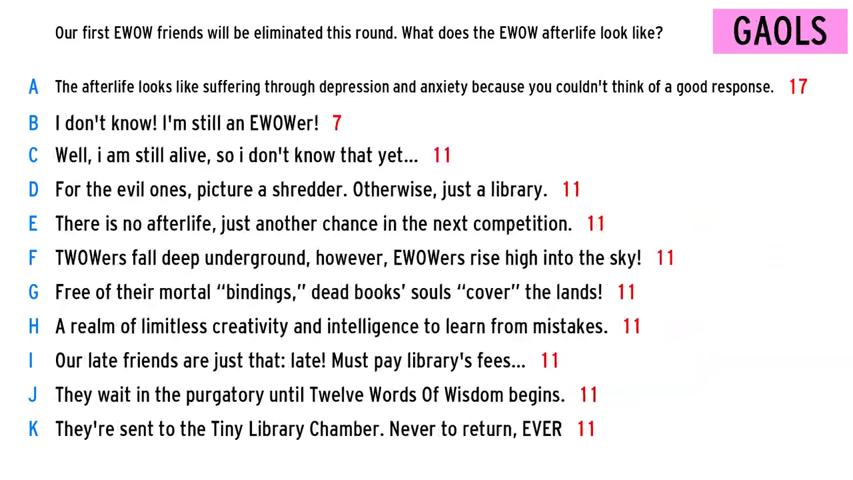 Our first EWOW friends will be eliminated this round. What does the EWOW afterlife look like? GAOLS
A The afterlife looks like suffering through depression and anxiety because you couldn't think of a good response. 17
B I don't know! I'm still an EWOWer! 7
C Well, i am still alive, so i don't know that yet... 11
D For the evil ones, picture a shredder. Otherwise, just a library. 11
E There is no afterlife, just another chance in the next competition. 11
F TWOWers fall deep underground, however, EWOWers rise high into the sky! 11
G Free of their mortal “bindings,” dead books’ souls “cover” the lands! 11
H A realm of limitless creativity and intelligence to learn from mistakes. 11
I Our late friends are just that: late! Must pay library's fees... 11
J They wait in the purgatory until Twelve Words Of Wisdom begins. 11
K They're sent to the Tiny Library Chamber. Never to return, EVER 11